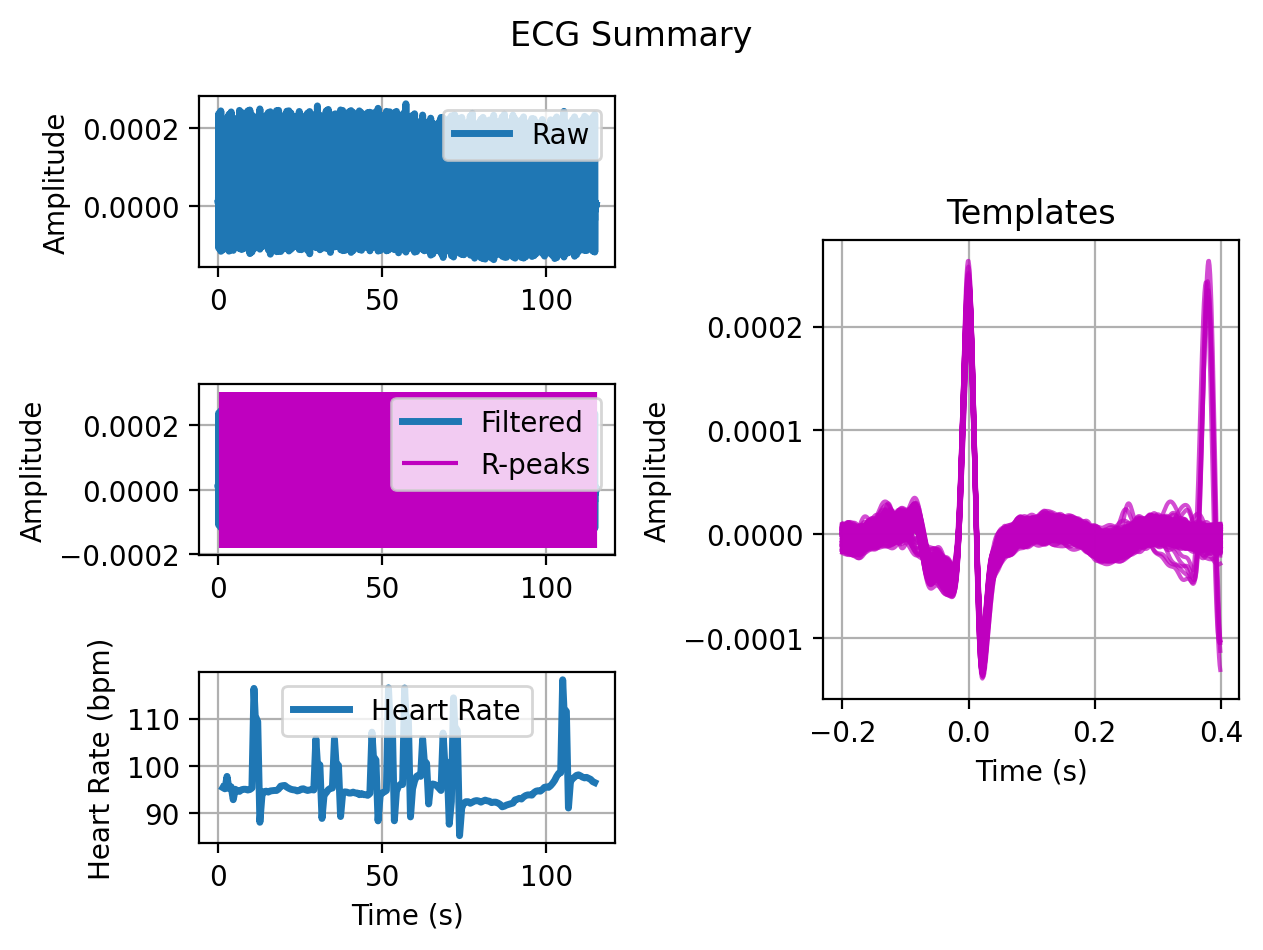 ECG Summary
Amplitude
0.0002
0.0000
Raw
0 50 100
Amplitude
0.0002
0.0000
−0.0002
Filtered
R-peaks
0 50 100
Heart Rate (bpm)
110
100
90
Heart Rate
0 50 100
Time (s)
Templates
Amplitude
0.0002
0.0001
0.0000
−0.0001
−0.2 0.0 0.2 0.4
Time (s)